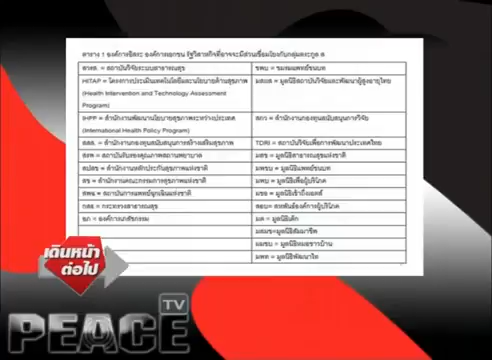 ตาราง 1 องค์การอิสระ องค์การเอกชน รัฐวิสาหกิจที่อาจจะมีส่วนเชื่อมโยงกับกลุ่มตระกูล ส
สวรส. = สถาบันวิจัยระบบสาธารณสุข
ชพบ = ชมรมแพทย์ชนบท
HITAP = โครงการประเมินเทคโนโลยีและนโยบายด้านสุขภาพ
(Health Intervention and Technology Assessment
Program)
มสผส = มูลนิธิสถาบันวิจัยและพัฒนาผู้สูงอายุไทย
IHPP = สำนักงานพัฒนานโยบายสุขภาพระหว่างประเทศ
(International Health Policy Program)
สกว = สำนักงานกองทุนสนับสนุนการวิจัย
สสส. = สำนักงานกองทุนสนับสนุนการสร้างเสริมสุขภาพ
TDRI = สถาบันวิจัยเพื่อการพัฒนาประเทศไทย
สรพ = สถาบันรับรองคุณภาพสถานพยาบาล
มสช = มูลนิธิสาธารณสุขแห่งชาติ
สปสช = สำนักงานหลักประกันสุขภาพแห่งชาติ
มพชบ = มูลนิธิแพทย์ชนบท
สช = สำนักงานคณะกรรมการสุขภาพแห่งชาติ
มพบ = มูลนิธิเพื่อผู้บริโภค
สพฉ = สถาบันการแพทย์ฉุกเฉินแห่งชาติ
มขอ = มูลนิธิเข้าถึงเอดส์
กสธ = กระทรวงสาธารณสุข
สอบ= สหพันธ์องค์กรผู้บริโภค
อภ = องค์การเภสัชกรรม
มด = มูลนิธิเด็ก
มสมช= มูลนิธิสัมมาชีพ
มหมชบ = มูลนิธิหมอชาวบ้าน
มพท = มูลนิธิพัฒนาไท
เดินหน้า
ต่อไป
PEACE TV